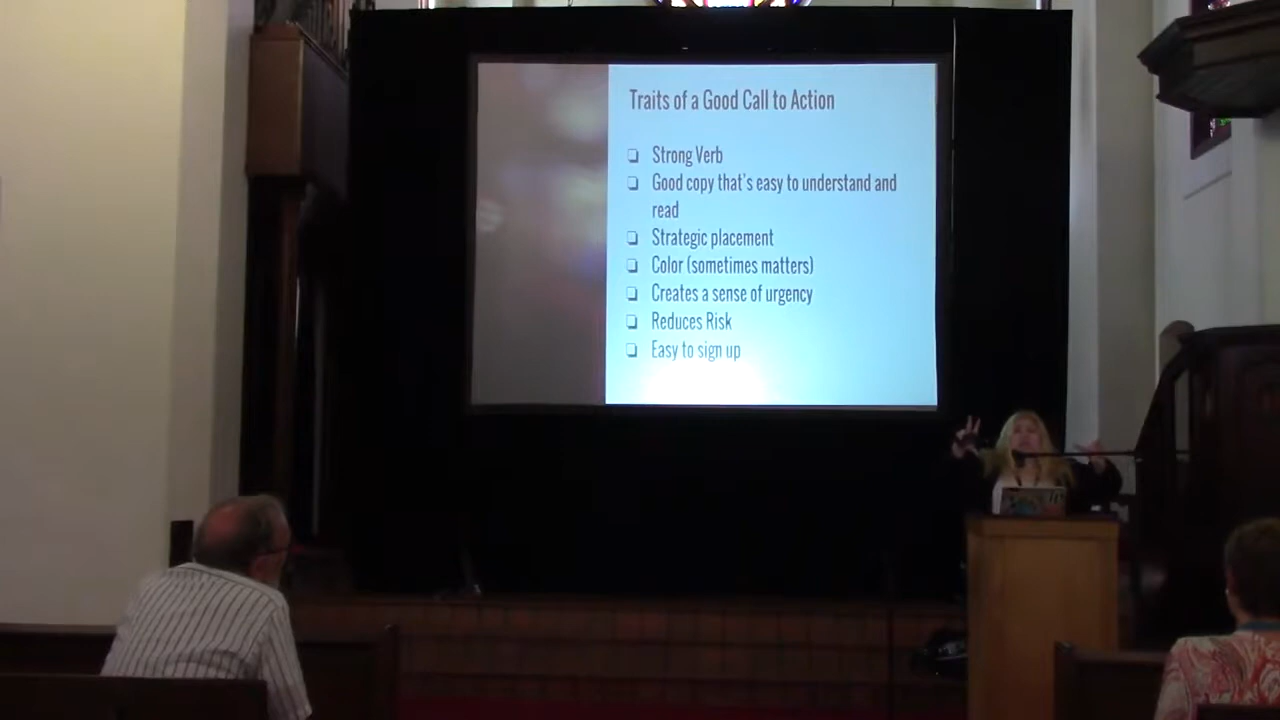 Traits of a Good Call to Action
❏ Strong Verb
❏ Good copy that's easy to understand and
read
❏ Strategic placement
❏ Color (sometimes matters)
❏ Creates a sense of urgency
❏ Reduces Risk
❏ Easy to sign up